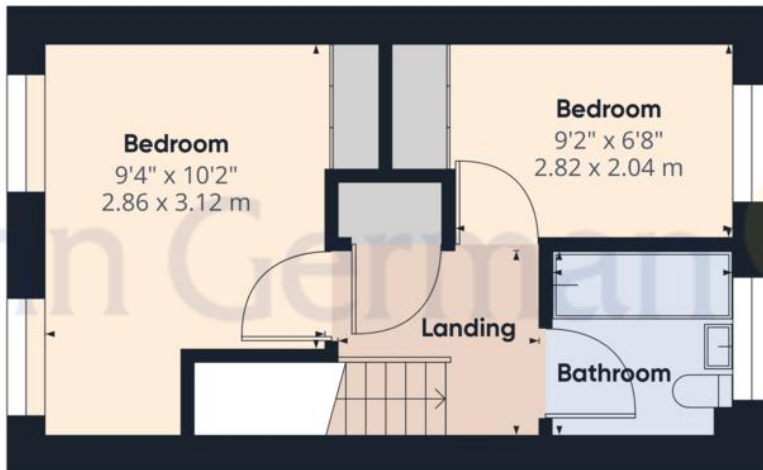 Bedroom
9'4" x 10'2"
2.86 x 3.12 m
Bedroom
9'2" x 6'8"
2.82 x 2.04 m
Landing
Bathroom
n German